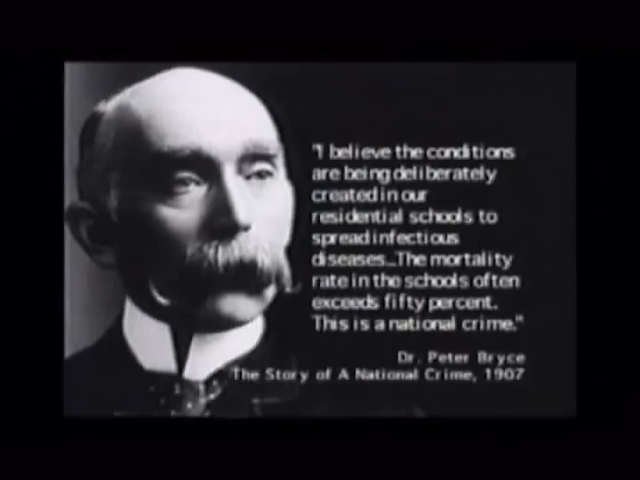 "I believe the conditions
are being deliberately
created in our
residential schools to
spread infectious
diseases...The mortality
rate in the schools often
exceeds fifty percent.
This is a national crime."
Dr. Peter Bryce
The Story of A National Crime, 1907